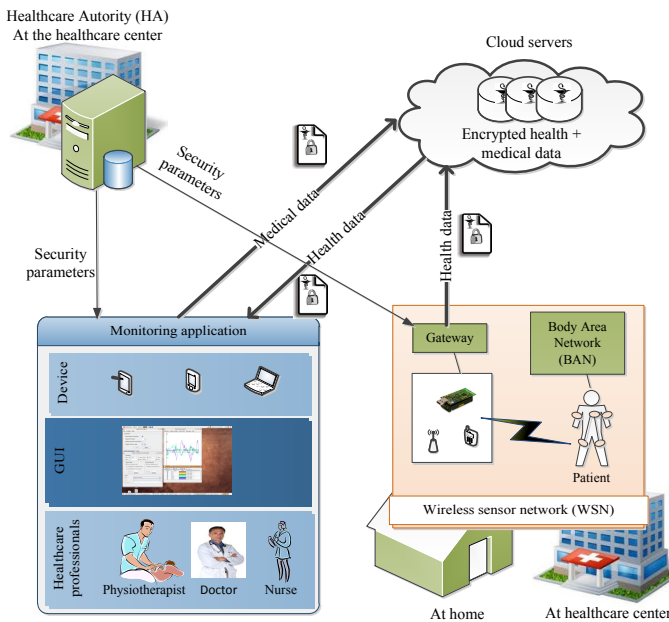 Healthcare Autority (HA)
At the healthcare center
Cloud servers
Encrypted health +
medical data
Security
parameters
Medical data
Health data
Health data
Security
parameters
Monitoring application
Device
GUI
Healthcare
professionals
Physiotherapist
Doctor
Nurse
Gateway
Body Area
Network
(BAN)
Patient
Wireless sensor network (WSN)
At home
At healthcare center